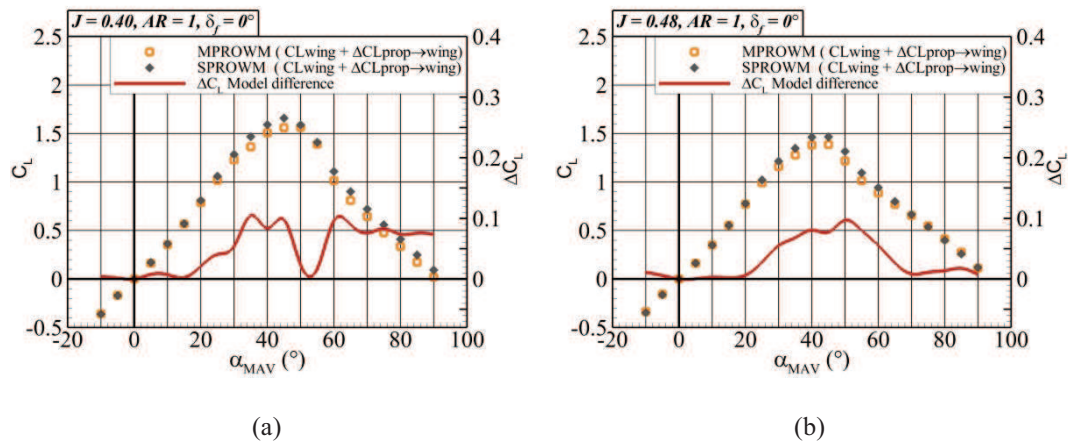 J = 0.40, AR = 1, δf = 0°
MPROWM ( CLwing + ΔCLprop→wing)
SPROWM ( CLwing + ΔCLprop→wing)
ΔCL Model difference
2.5
2
1.5
1
0.5
0
-0.5
CL
0.4
0.3
0.2
0.1
0
ΔCL
-20 0 20 40 60 80 100
αMAV (°)
(a)
J = 0.48, AR = 1, δf = 0°
MPROWM ( CLwing + ΔCLprop→wing)
SPROWM ( CLwing + ΔCLprop→wing)
ΔCL Model difference
2.5
2
1.5
1
0.5
0
-0.5
CL
0.4
0.3
0.2
0.1
0
ΔCL
-20 0 20 40 60 80 100
αMAV (°)
(b)